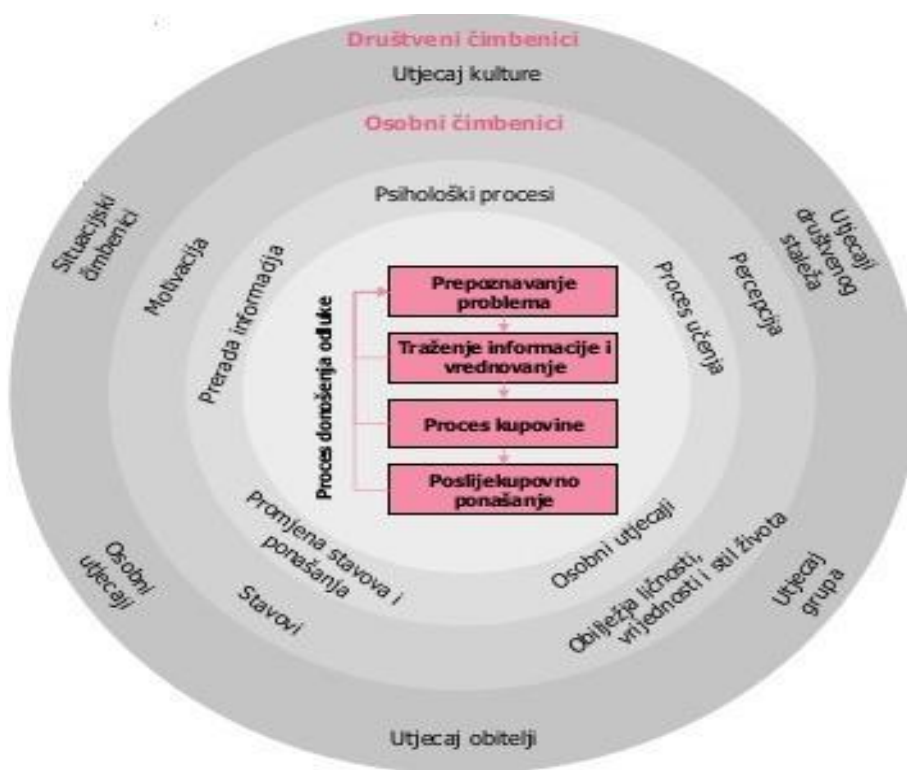 Društveni čimbenici
Utjecaj kulture
Osobni čimbenici
Psihološki procesi
Situacijski
čimbenici
Motivacija
Prerada informadja
Proces učenja
Percepcija
Utjecaji
društvenog
staleža
Proces donošenja odluke
Prepoznavanje
problema
Traženje informacije i
vrednovanje
Proces kupovine
Poslijekupovno
ponašanje
Promjena stavova i
ponašanja
Osobni utjecaji
Stavovi
Obilježja ličnosti,
vrijednosti i stil života
Osobni
utjecaji
Utjecaj
grupa
Utjecaj obitelji